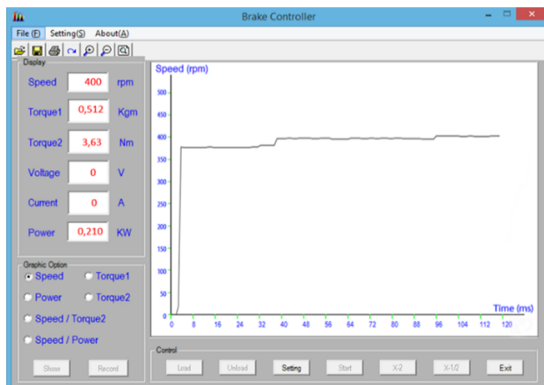 Brake Controller
File (F) Setting(S) About(A)
Display
Speed 400 rpm
Torque1 0,512 Kgm
Torque2 3,63 Nm
Voltage 0 V
Current 0 A
Power 0,210 KW
Graphic Option
Speed Torque1
Power Torque2
Speed / Torque2
Speed / Power
Show Record
Speed (rpm)
500
450
400
350
300
250
200
150
100
50
0
Time (ms)
0 8 16 24 32 40 48 56 64 72 80 88 96 104 112 120
Control
Load Unload Setting Start X-2 X-1/2 Exit